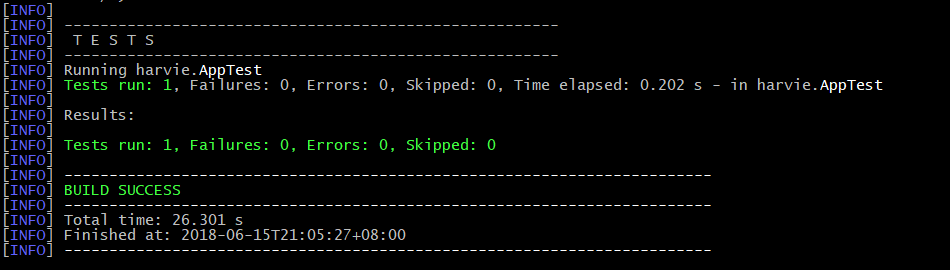 [INFO]
[INFO] -------------------------------------------------------
[INFO]  T E S T S
[INFO] -------------------------------------------------------
[INFO] Running harvie.AppTest
[INFO] Tests run: 1, Failures: 0, Errors: 0, Skipped: 0, Time elapsed: 0.202 s - in harvie.AppTest
[INFO]
[INFO] Results:
[INFO]
[INFO] Tests run: 1, Failures: 0, Errors: 0, Skipped: 0
[INFO]
[INFO] ------------------------------------------------------------------------
[INFO] BUILD SUCCESS
[INFO] ------------------------------------------------------------------------
[INFO] Total time: 26.301 s
[INFO] Finished at: 2018-06-15T21:05:27+08:00
[INFO] ------------------------------------------------------------------------